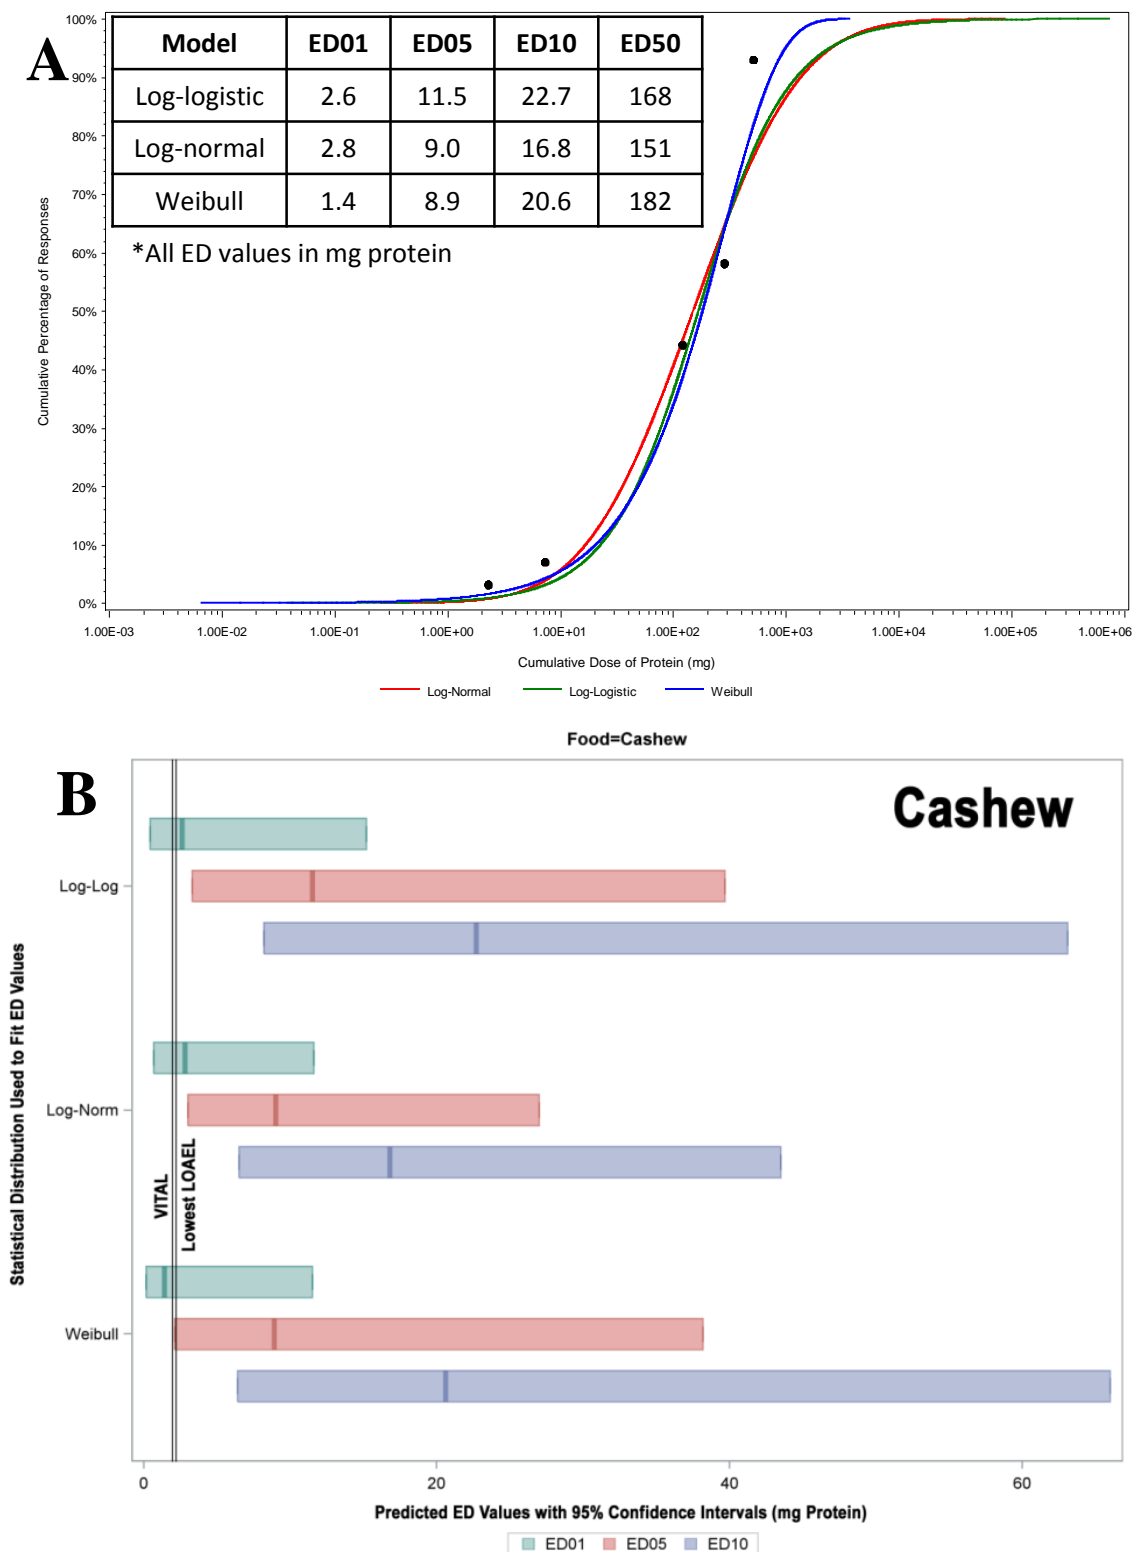 A
Model ED01 ED05 ED10 ED50
Log-logistic 2.6 11.5 22.7 168
Log-normal 2.8 9.0 16.8 151
Weibull 1.4 8.9 20.6 182
*All ED values in mg protein
Cumulative Percentage of Responses
100%
90%
80%
70%
60%
50%
40%
30%
20%
10%
0%
1.00E-03 1.00E-02 1.00E-01 1.00E+00 1.00E+01 1.00E+02 1.00E+03 1.00E+04 1.00E+05 1.00E+06
Cumulative Dose of Protein (mg)
Log-Normal Log-Logistic Weibull
Food=Cashew
B
Cashew
Statistical Distribution Used to Fit ED Values
Log-Log
Log-Norm
Weibull
VITAL
Lowest LOAEL
0 20 40 60
Predicted ED Values with 95% Confidence Intervals (mg Protein)
ED01 ED05 ED10